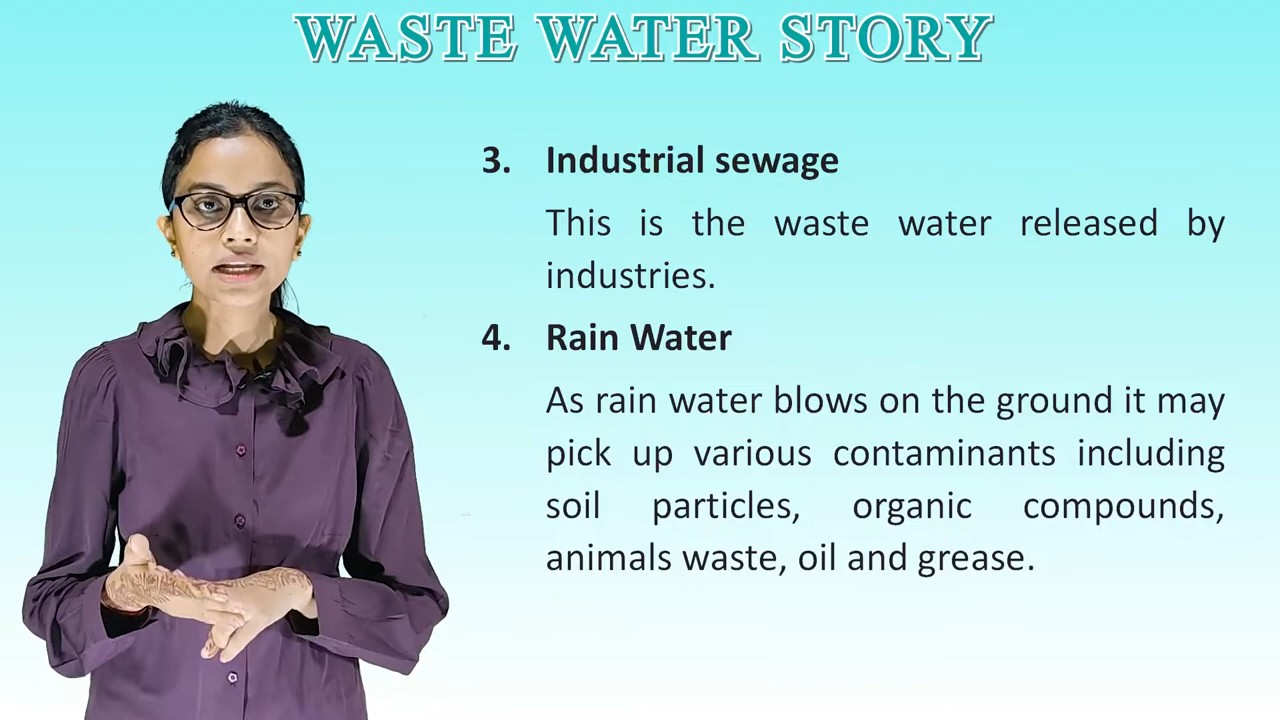 WASTE WATER STORY
3. Industrial sewage
This is the waste water released by
industries.
4. Rain Water
As rain water blows on the ground it may
pick up various contaminants including
soil particles, organic compounds,
animals waste, oil and grease.